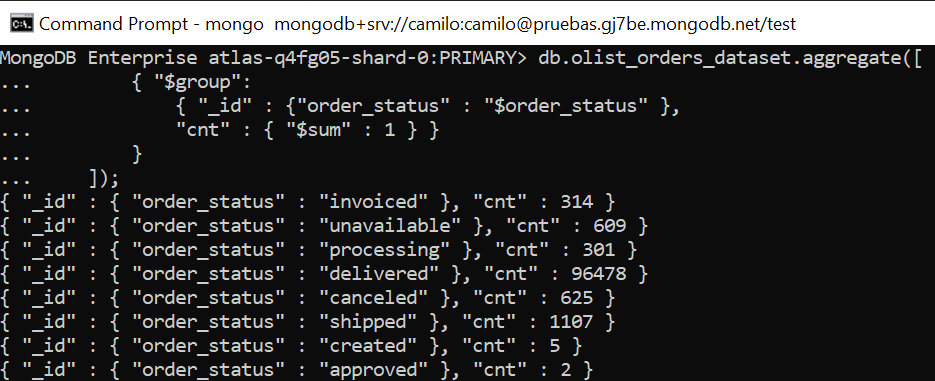 Command Prompt - mongo  mongodb+srv://camilo:camilo@pruebas.gj7be.mongodb.net/test
MongoDB Enterprise atlas-q4fg05-shard-0:PRIMARY> db.olist_orders_dataset.aggregate([
...        { "$group":
...            { "_id" : {"order_status" : "$order_status" },
...            "cnt" : { "$sum" : 1 } }
...        }
...    ]);
{ "_id" : { "order_status" : "invoiced" }, "cnt" : 314 }
{ "_id" : { "order_status" : "unavailable" }, "cnt" : 609 }
{ "_id" : { "order_status" : "processing" }, "cnt" : 301 }
{ "_id" : { "order_status" : "delivered" }, "cnt" : 96478 }
{ "_id" : { "order_status" : "canceled" }, "cnt" : 625 }
{ "_id" : { "order_status" : "shipped" }, "cnt" : 1107 }
{ "_id" : { "order_status" : "created" }, "cnt" : 5 }
{ "_id" : { "order_status" : "approved" }, "cnt" : 2 }